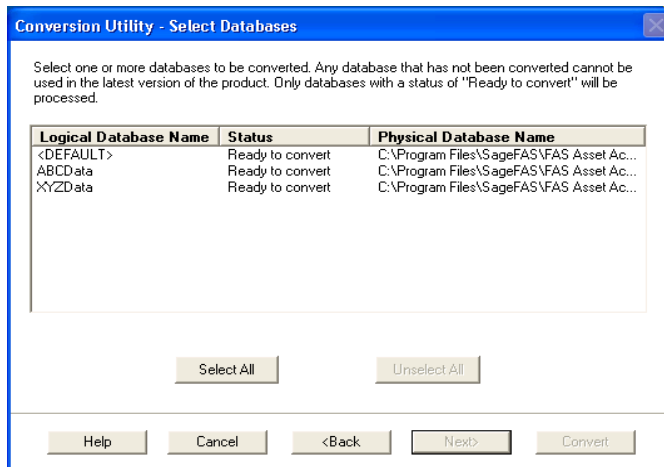 Conversion Utility - Select Databases
Select one or more databases to be converted. Any database that has not been converted cannot be
used in the latest version of the product. Only databases with a status of "Ready to convert" will be
processed.
Logical Database Name Status Physical Database Name
<DEFAULT> Ready to convert C:\Program Files\SageFAS\FAS Asset Ac...
ABCData Ready to convert C:\Program Files\SageFAS\FAS Asset Ac...
XYZData Ready to convert C:\Program Files\SageFAS\FAS Asset Ac...
Select All Unselect All
Help Cancel <Back Next> Convert